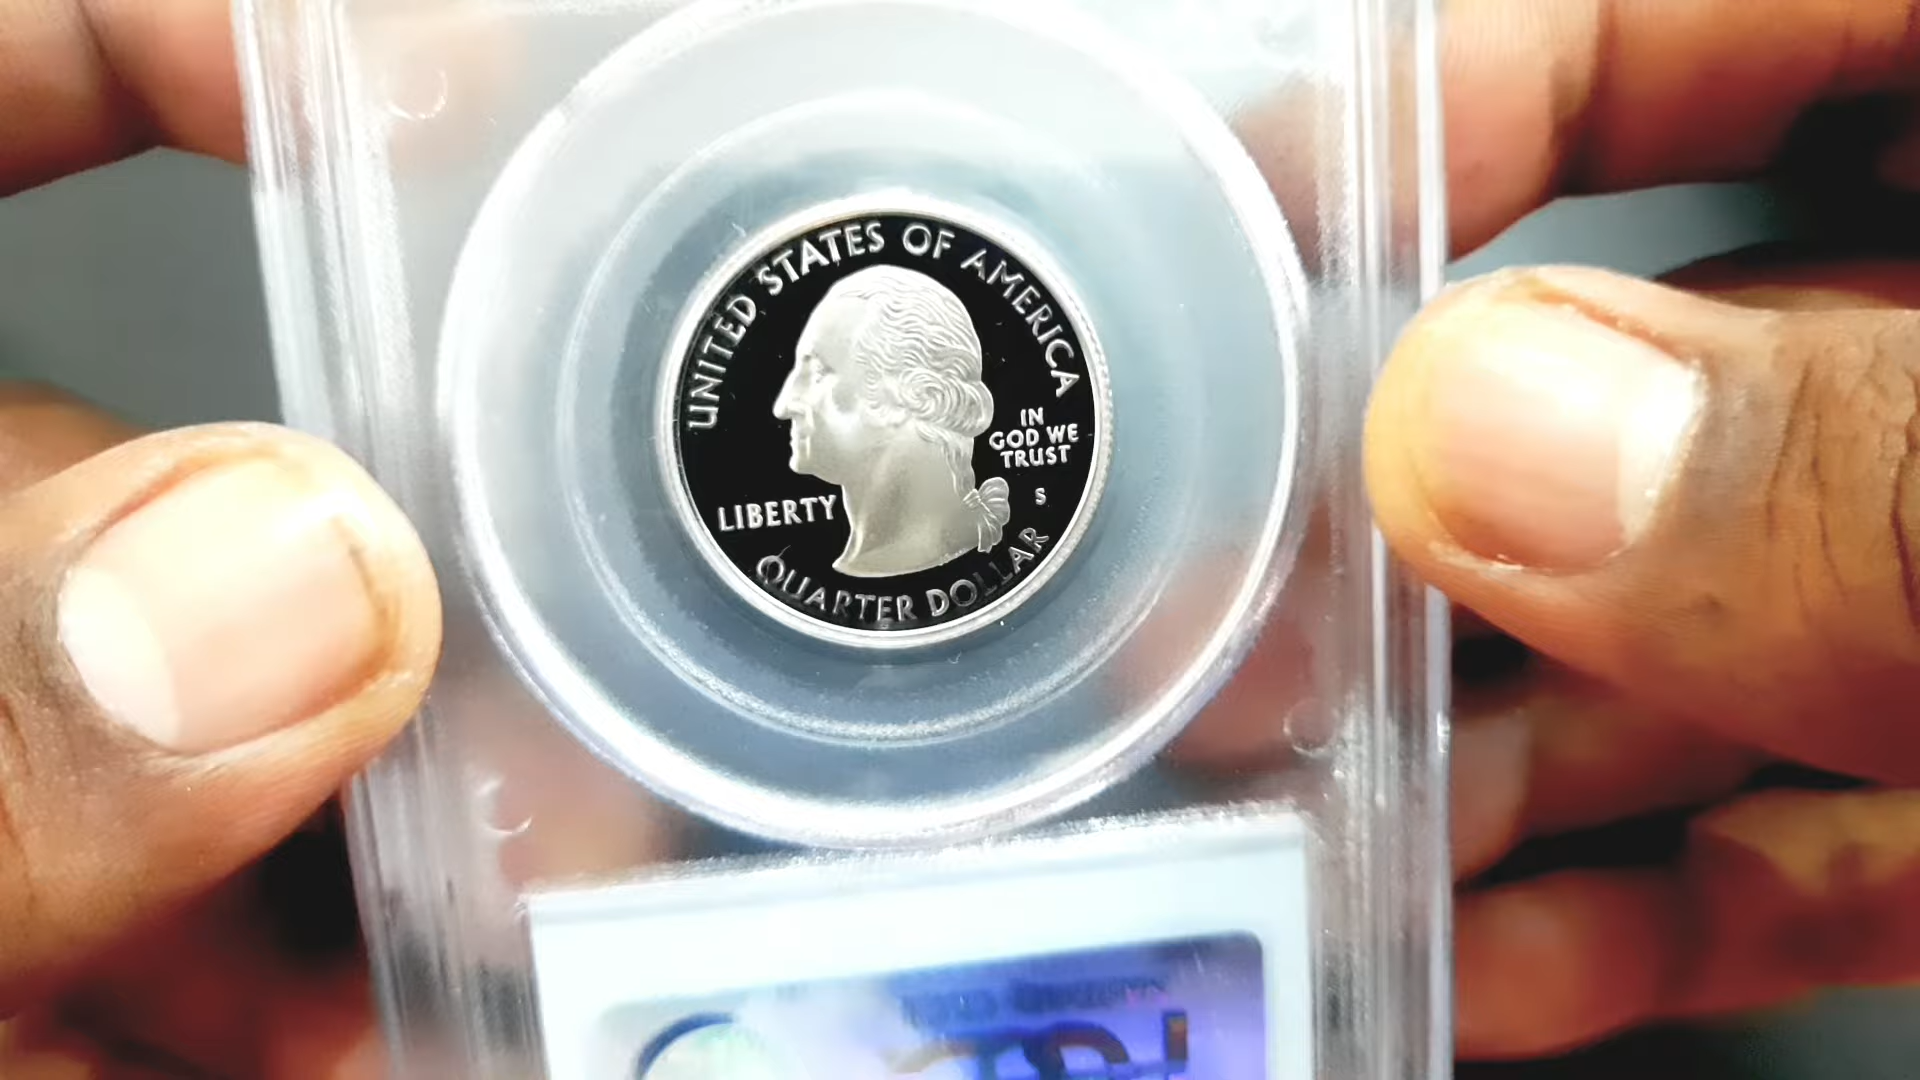 UNITED STATES OF AMERICA
IN
GOD WE
TRUST
S
LIBERTY
QUARTER DOLLAR